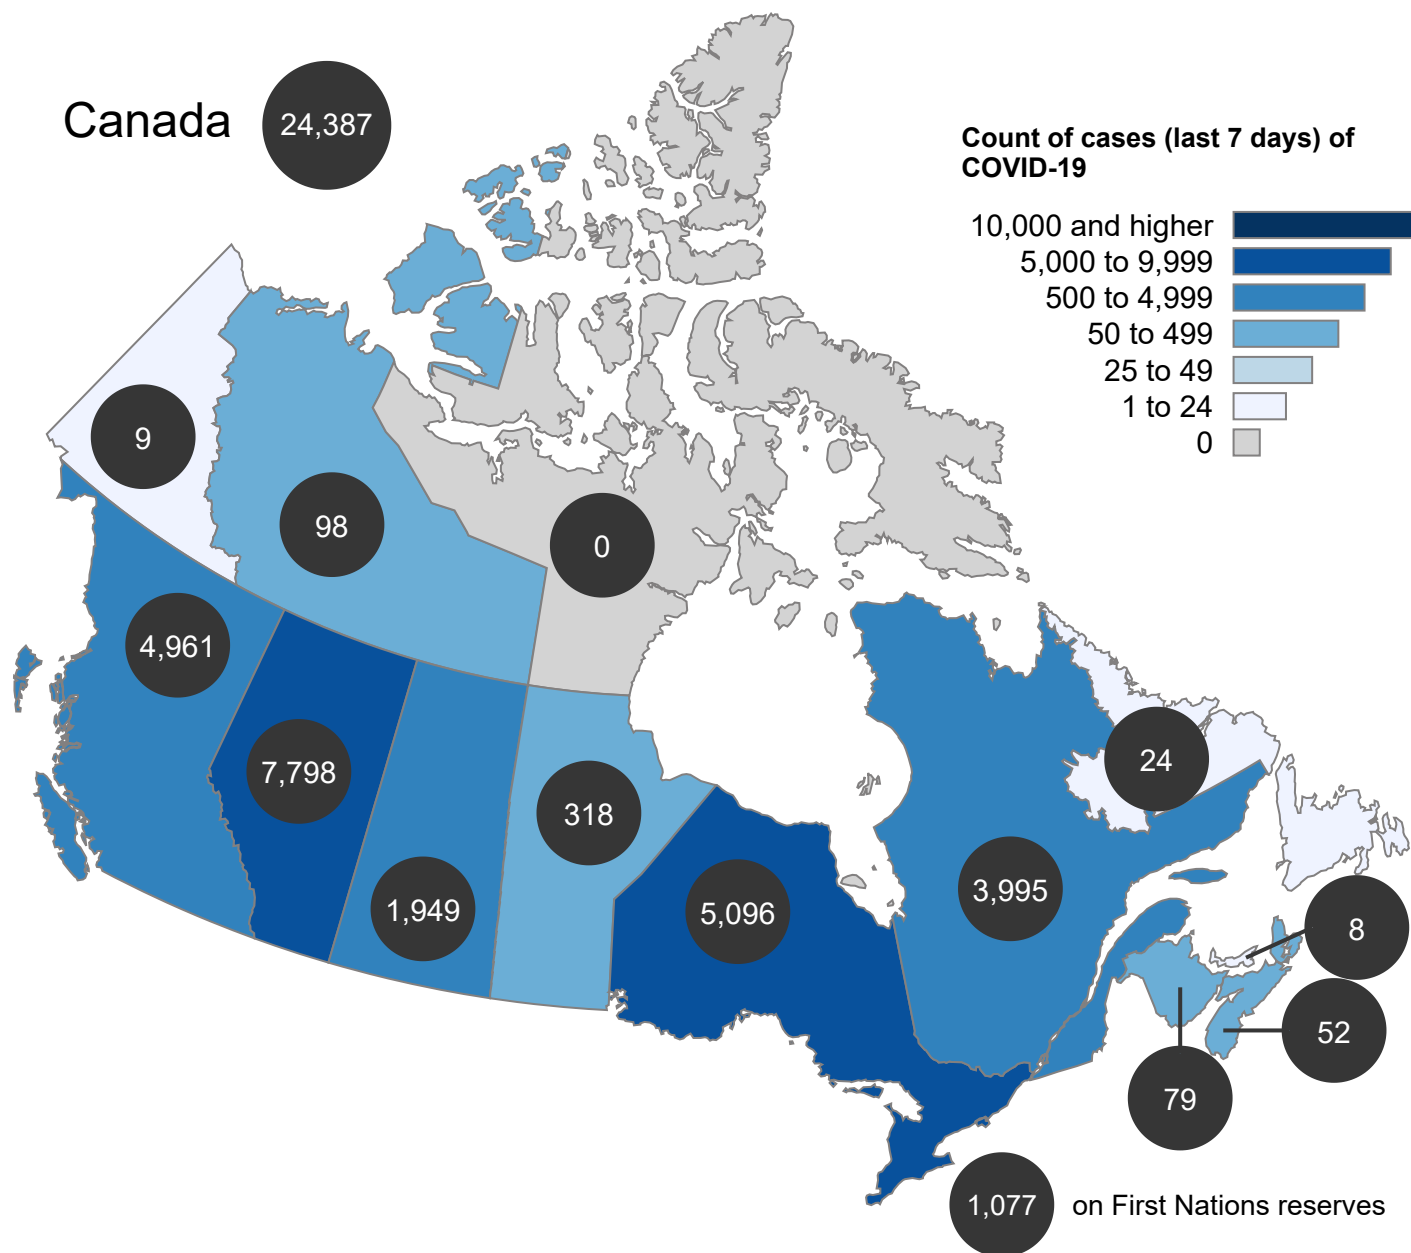 Canada
24,387
Count of cases (last 7 days) of
COVID-19
10,000 and higher
5,000 to 9,999
500 to 4,999
50 to 499
25 to 49
1 to 24
0
9
98
0
4,961
7,798
1,949
318
5,096
3,995
24
8
52
79
1,077 on First Nations reserves